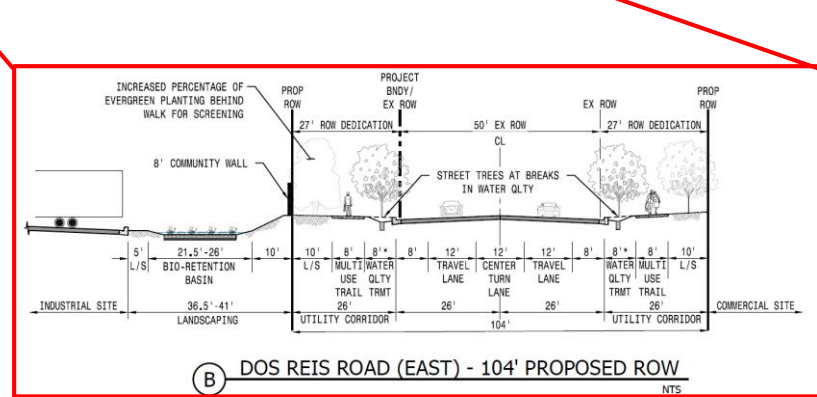 INCREASED PERCENTAGE OF
EVERGREEN PLANTING BEHIND
WALK FOR SCREENING
PROP
ROW
PROJECT
BNDY/
EX ROW
EX ROW
PROP
ROW
27' ROW DEDICATION
50' EX ROW
27' ROW DEDICATION
CL
8' COMMUNITY WALL
STREET TREES AT BREAKS
IN WATER QLTY
5'
L/S
21.5'-26'
BIO-RETENTION
BASIN
10'
10'
L/S
8'
MULTI
USE
TRAIL
8'*
WATER
QLTY
TRMT
8'
12'
TRAVEL
LANE
12'
CENTER
TURN
LANE
12'
TRAVEL
LANE
8'
8'*
WATER
QLTY
TRMT
8'
MULTI
USE
TRAIL
10'
L/S
INDUSTRIAL SITE
36.5'-41'
LANDSCAPING
26'
UTILITY CORRIDOR
26'
26'
26'
UTILITY CORRIDOR
COMMERCIAL SITE
104'
B
DOS REIS ROAD (EAST) - 104' PROPOSED ROW
NTS